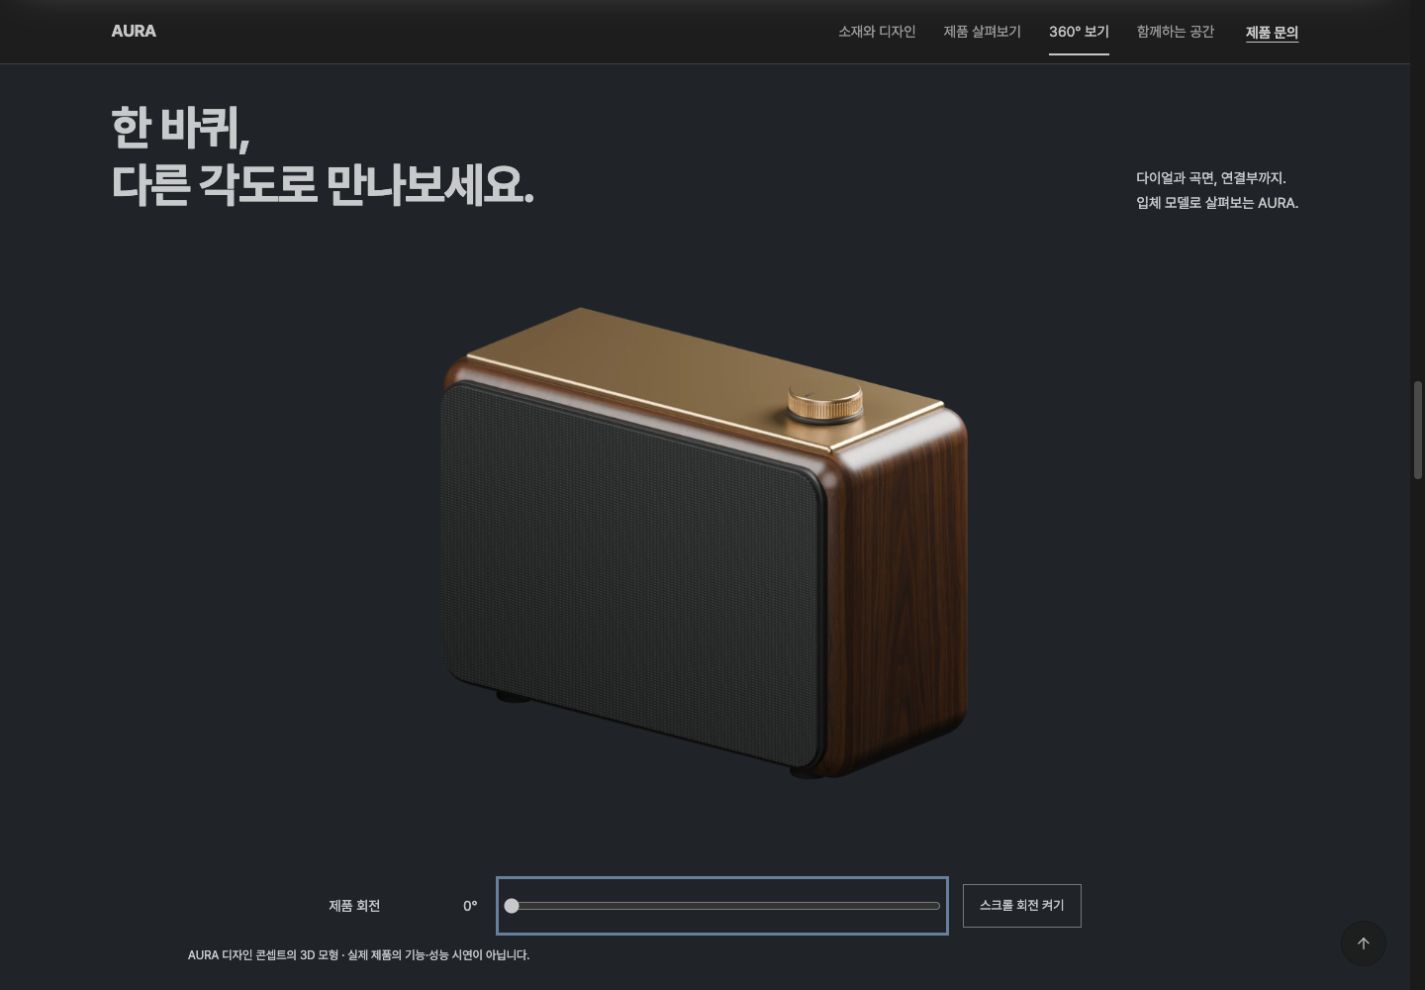 AURA
소재와 디자인
제품 살펴보기
360° 보기
함께하는 공간
제품 문의
한 바퀴,
다른 각도로 만나보세요.
다이얼과 곡면, 연결부까지.
입체 모델로 살펴보는 AURA.
제품 회전
0°
스크롤 회전 켜기
AURA 디자인 콘셉트의 3D 모형 · 실제 제품의 기능·성능 시연이 아닙니다.